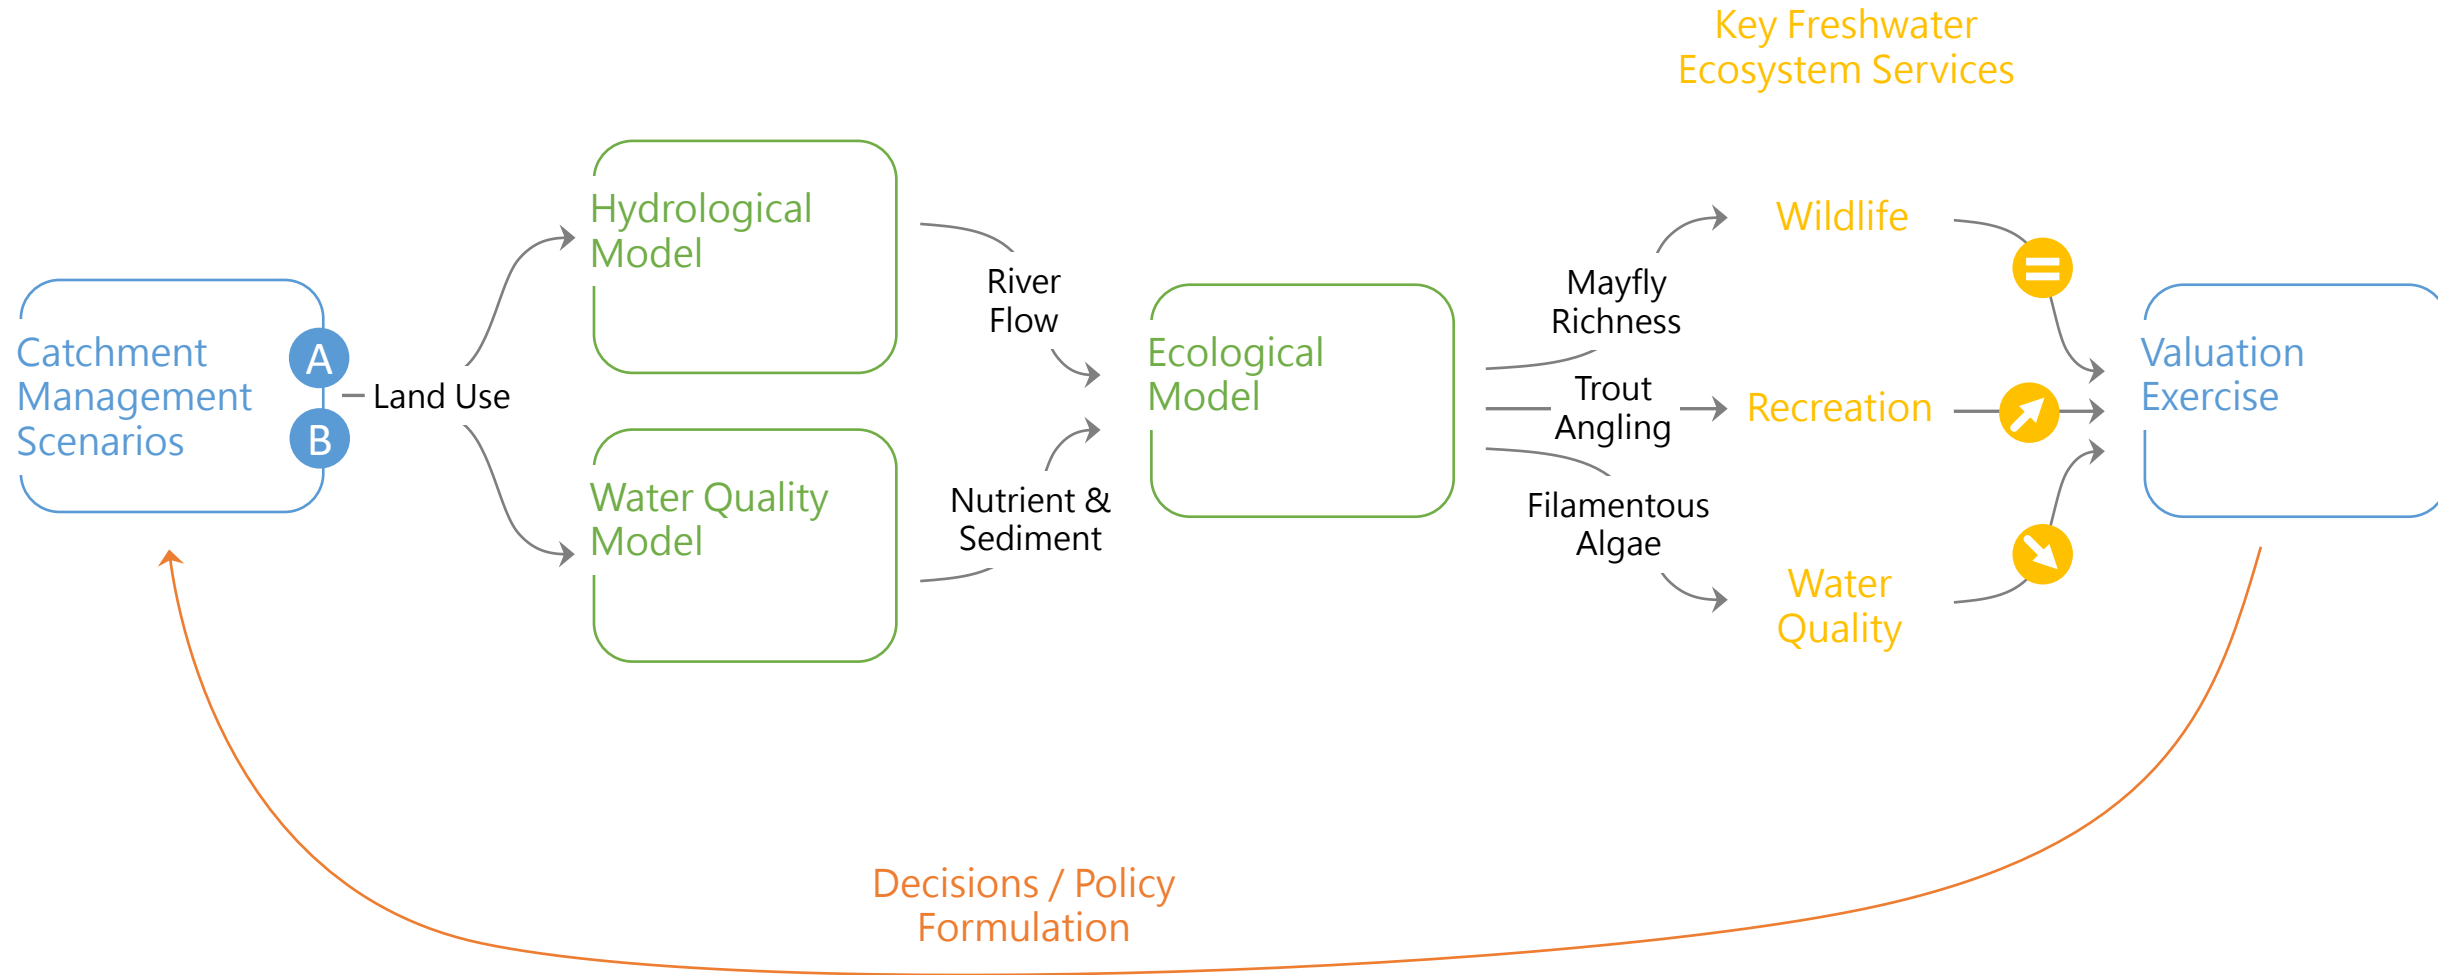 Key Freshwater
Ecosystem Services
Catchment
Management
Scenarios
A
B
Land Use
Hydrological
Model
Water Quality
Model
River
Flow
Nutrient &
Sediment
Ecological
Model
Mayfly
Richness
Trout
Angling
Filamentous
Algae
Wildlife
Recreation
Water
Quality
Valuation
Exercise
Decisions / Policy
Formulation